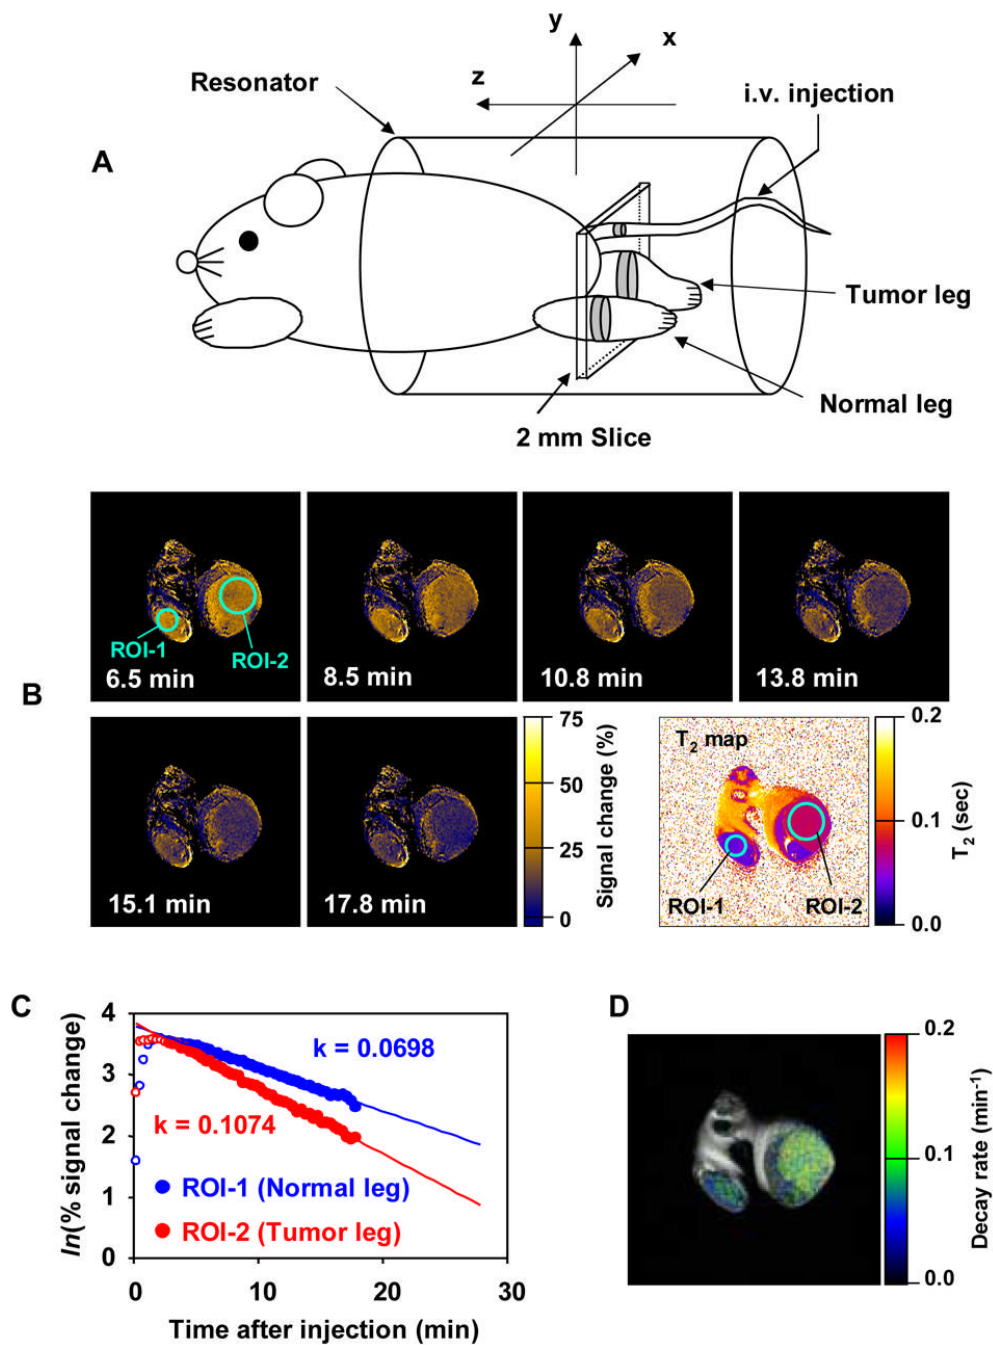 y
x
z
Resonator
i.v. injection
A
Tumor leg
Normal leg
2 mm Slice
B
ROI-1
ROI-2
6.5 min
8.5 min
10.8 min
13.8 min
15.1 min
17.8 min
75
50
25
0
Signal change (%)
T2 map
ROI-1
ROI-2
0.2
0.1
0.0
T2 (sec)
C
4
3
2
1
0
ln(% signal change)
k = 0.0698
k = 0.1074
ROI-1 (Normal leg)
ROI-2 (Tumor leg)
0
10
20
30
Time after injection (min)
D
0.2
0.1
0.0
Decay rate (min⁻¹)